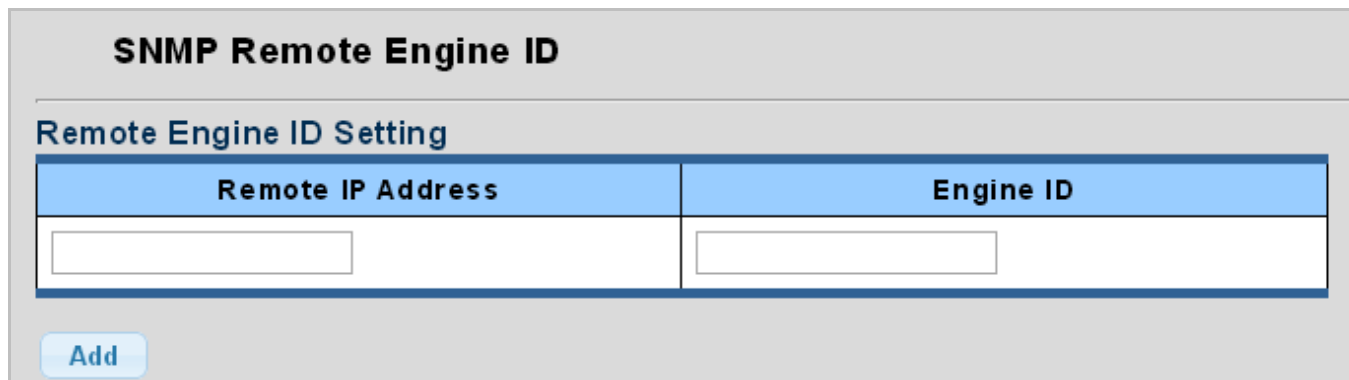 SNMP Remote Engine ID
Remote Engine ID Setting
Remote IP Address Engine ID
Add